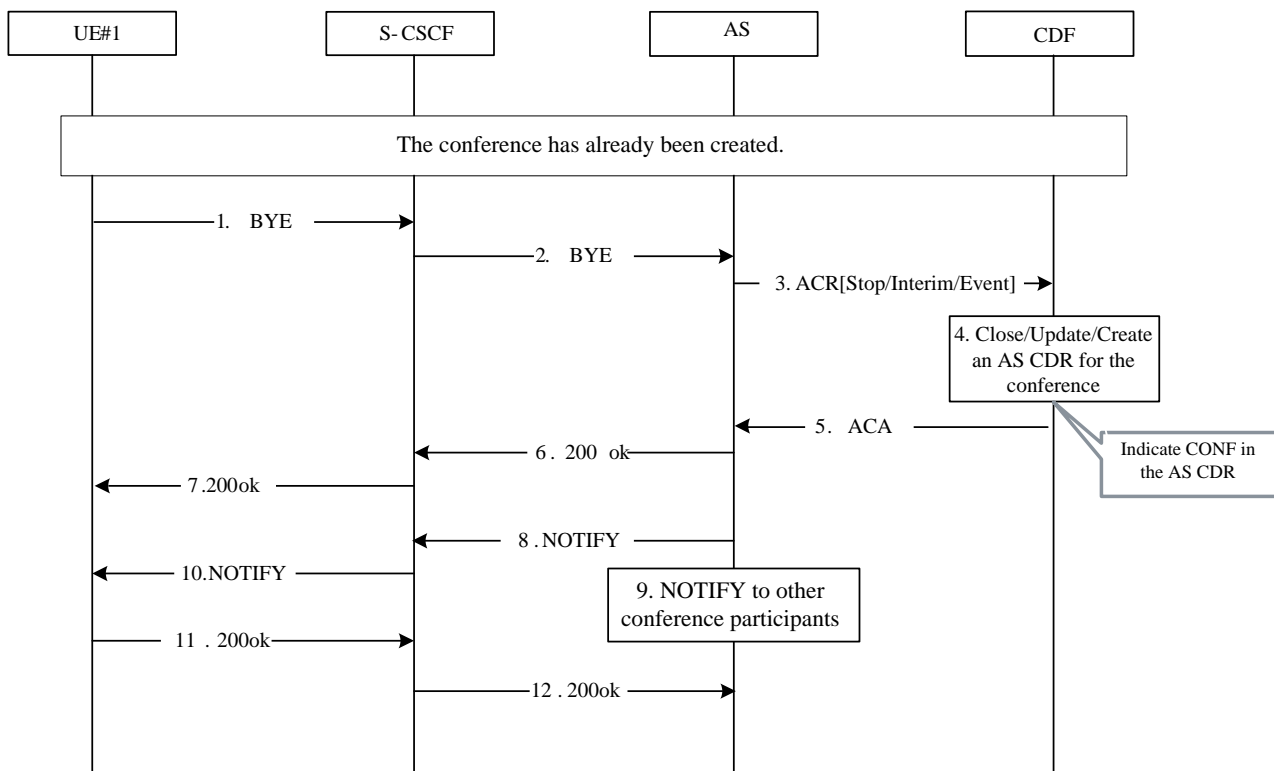 UE#1
S- CSCF
AS
CDF
The conference has already been created.
1. BYE
2. BYE
3. ACR[Stop/Interim/Event]
4. Close/Update/Create
an AS CDR for the
conference
5. ACA
Indicate CONF in
the AS CDR
6 . 200 ok
7.200ok
8 .NOTIFY
10.NOTIFY
9. NOTIFY to other
conference participants
11 . 200ok
12 . 200ok